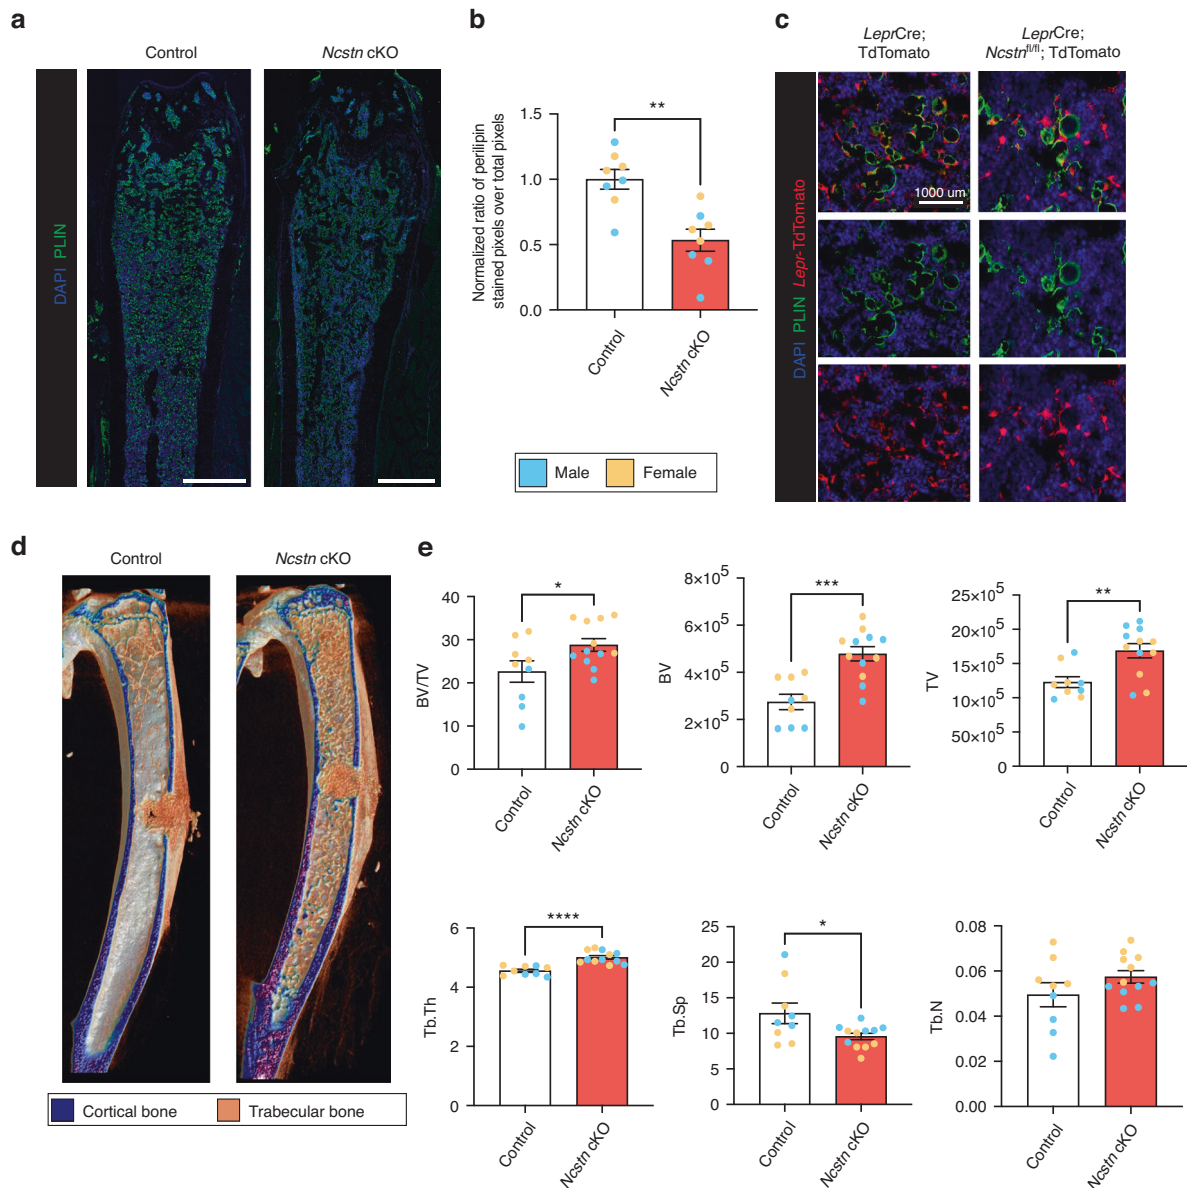 a
Control
Ncstn cKO
DAPI PLIN
b
Normalized ratio of perilipin
stained pixels over total pixels
1.5
1.0
0.5
0.0
**
Control
Ncstn cKO
Male
Female
c
LeprCre;
TdTomato
LeprCre;
Ncstnfl/fl; TdTomato
DAPI PLIN Lepr-TdTomato
1000 um
d
Control
Ncstn cKO
Cortical bone
Trabecular bone
e
BV/TV
40
30
20
10
0
*
Control
Ncstn cKO
BV
8×10⁵
6×10⁵
4×10⁵
2×10⁵
0
***
Control
Ncstn cKO
TV
25×10⁵
20×10⁵
15×10⁵
10×10⁵
50×10⁵
0
**
Control
Ncstn cKO
Tb.Th
6
4
2
0
****
Control
Ncstn cKO
Tb.Sp
25
20
15
10
5
0
*
Control
Ncstn cKO
Tb.N
0.08
0.06
0.04
0.02
0.00
Control
Ncstn cKO